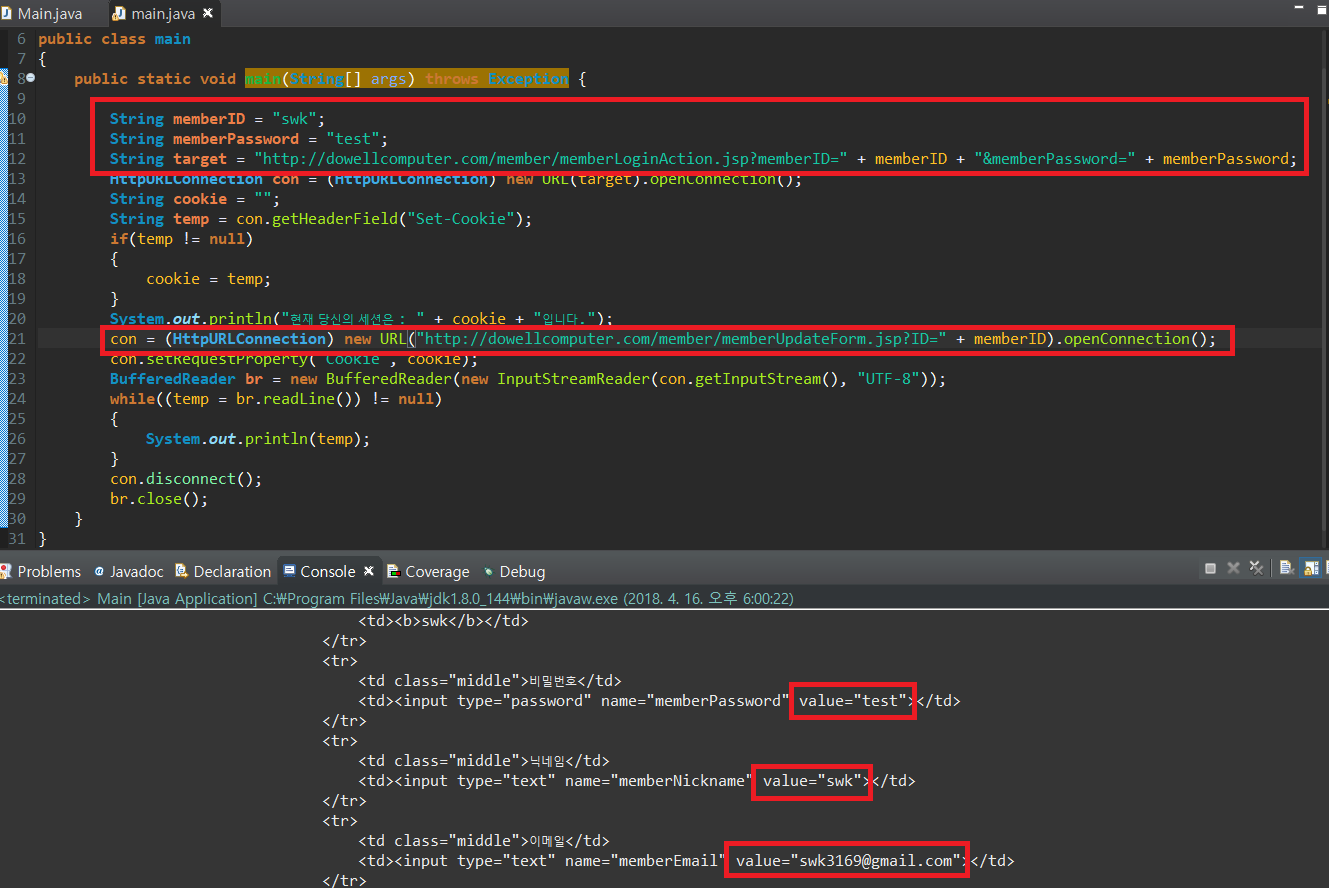 Main.java main.java
6 public class main
7 {
8 public static void main(String[] args) throws Exception {
9
10 String memberID = "swk";
11 String memberPassword = "test";
12 String target = "http://dowellcomputer.com/member/memberLoginAction.jsp?memberID=" + memberID + "&memberPassword=" + memberPassword;
13 HttpURLConnection con = (HttpURLConnection) new URL(target).openConnection();
14 String cookie = "";
15 String temp = con.getHeaderField("Set-Cookie");
16 if(temp != null)
17 {
18 cookie = temp;
19 }
20 System.out.println("현재 당신의 세션은 : " + cookie + "입니다.");
21 con = (HttpURLConnection) new URL("http://dowellcomputer.com/member/memberUpdateForm.jsp?ID=" + memberID).openConnection();
22 con.setRequestProperty("Cookie", cookie);
23 BufferedReader br = new BufferedReader(new InputStreamReader(con.getInputStream(), "UTF-8"));
24 while((temp = br.readLine()) != null)
25 {
26 System.out.println(temp);
27 }
28 con.disconnect();
29 br.close();
30 }
31 }
Problems @ Javadoc Declaration Console Coverage Debug
<terminated> Main [Java Application] C:₩Program Files₩Java₩jdk1.8.0_144₩bin₩javaw.exe (2018. 4. 16. 오후 6:00:22)
<td><b>swk</b></td>
</tr>
<tr>
<td class="middle">비밀번호</td>
<td><input type="password" name="memberPassword" value="test"></td>
</tr>
<tr>
<td class="middle">닉네임</td>
<td><input type="text" name="memberNickname" value="swk"></td>
</tr>
<tr>
<td class="middle">이메일</td>
<td><input type="text" name="memberEmail" value="swk3169@gmail.com"></td>
</tr>